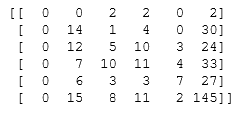 [[  0   0   2   2   0   2]
 [  0  14   1   4   0  30]
 [  0  12   5  10   3  24]
 [  0   7  10  11   4  33]
 [  0   6   3   3   7  27]
 [  0  15   8  11   2 145]]